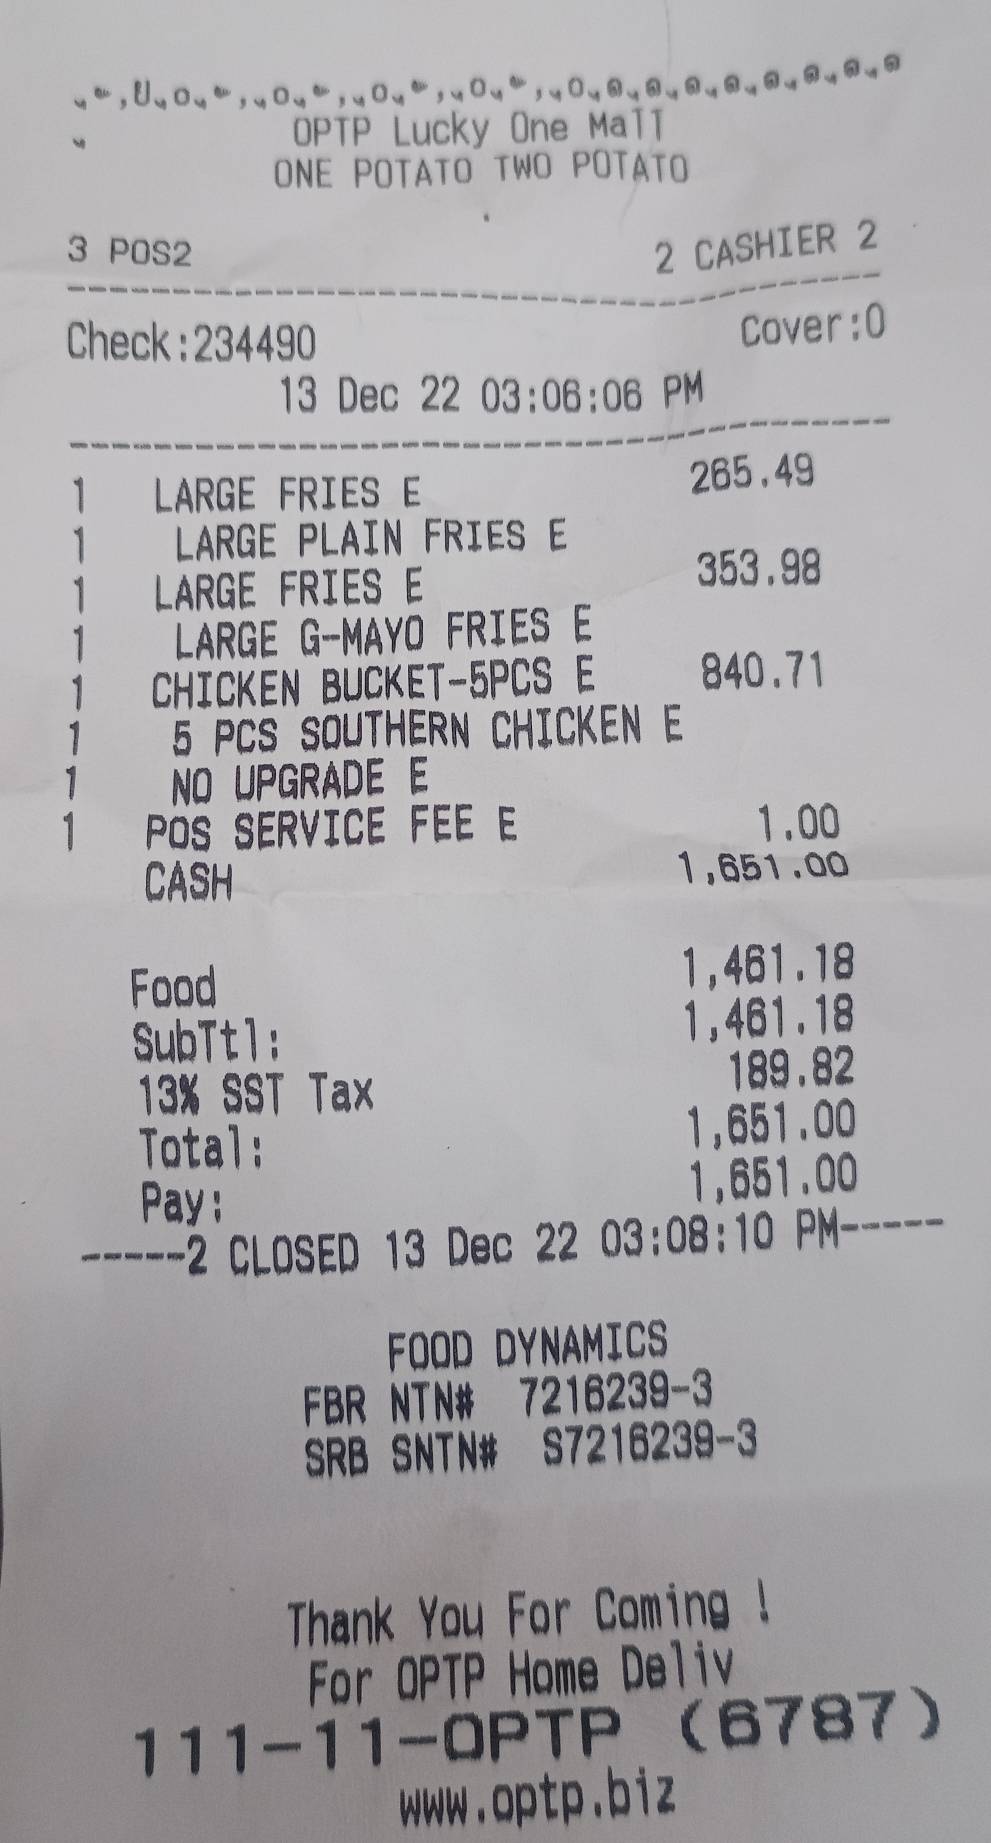 OPTP Lucky One Mall
ONE POTATO TWO POTATO
3 POS2 2 CASHIER 2
Check:234490 Cover:0
13 Dec 22 03:06:06 PM
1 LARGE FRIES E 265.49
1 LARGE PLAIN FRIES E
1 LARGE FRIES E 353.98
1 LARGE G-MAYO FRIES E
1 CHICKEN BUCKET-5PCS E 840.71
1 5 PCS SOUTHERN CHICKEN E
1 NO UPGRADE E
1 POS SERVICE FEE E 1.00
CASH 1,651.00
Food 1,461.18
SubTtl: 1,461.18
13% SST Tax 189.82
Total: 1,651.00
Pay: 1,651.00
-----2 CLOSED 13 Dec 22 03:08:10 PM-----
FOOD DYNAMICS
FBR NTN# 7216239-3
SRB SNTN# S7216239-3
Thank You For Coming !
For OPTP Home Deliv
111-11-OPTP (6787)
www.optp.biz